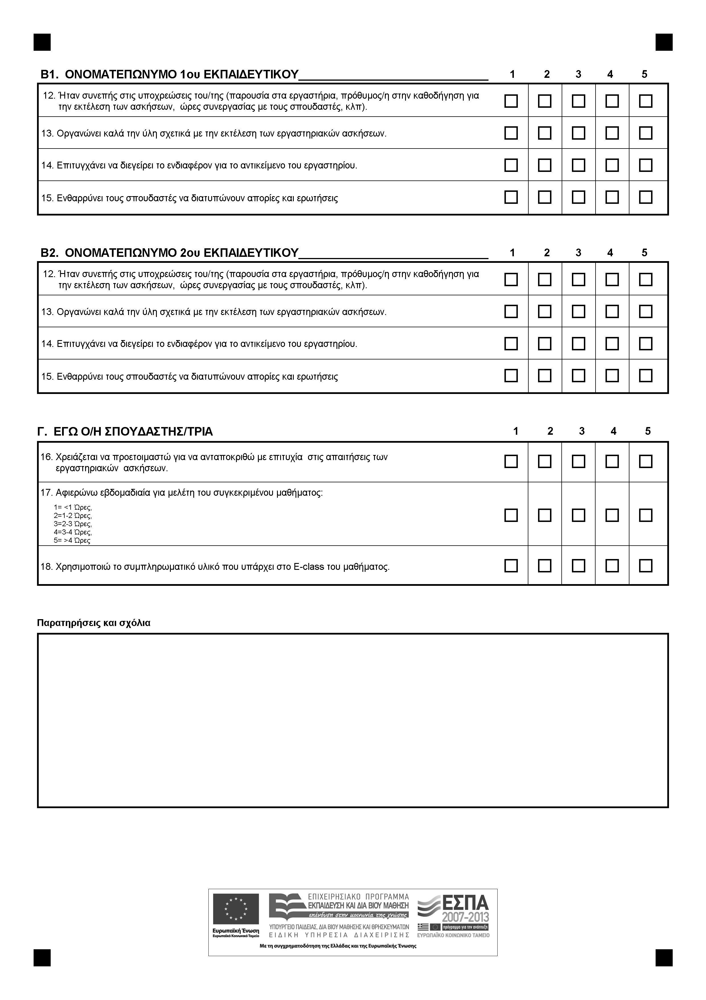 Β1. ΟΝΟΜΑΤΕΠΩΝΥΜΟ 1ου ΕΚΠΑΙΔΕΥΤΙΚΟΥ 1 2 3 4 5
12. Ήταν συνεπής στις υποχρεώσεις του/της (παρουσία στα εργαστήρια, πρόθυμος/η στην καθοδήγηση για
την εκτέλεση των ασκήσεων, ώρες συνεργασίας με τους σπουδαστές, κλπ).
13. Οργανώνει καλά την ύλη σχετικά με την εκτέλεση των εργαστηριακών ασκήσεων.
14. Επιτυγχάνει να διεγείρει το ενδιαφέρον για το αντικείμενο του εργαστηρίου.
15. Ενθαρρύνει τους σπουδαστές να διατυπώνουν απορίες και ερωτήσεις
Β2. ΟΝΟΜΑΤΕΠΩΝΥΜΟ 2ου ΕΚΠΑΙΔΕΥΤΙΚΟΥ 1 2 3 4 5
12. Ήταν συνεπής στις υποχρεώσεις του/της (παρουσία στα εργαστήρια, πρόθυμος/η στην καθοδήγηση για
την εκτέλεση των ασκήσεων, ώρες συνεργασίας με τους σπουδαστές, κλπ).
13. Οργανώνει καλά την ύλη σχετικά με την εκτέλεση των εργαστηριακών ασκήσεων.
14. Επιτυγχάνει να διεγείρει το ενδιαφέρον για το αντικείμενο του εργαστηρίου.
15. Ενθαρρύνει τους σπουδαστές να διατυπώνουν απορίες και ερωτήσεις
Γ. ΕΓΩ Ο/Η ΣΠΟΥΔΑΣΤΗΣ/ΤΡΙΑ 1 2 3 4 5
16. Χρειάζεται να προετοιμαστώ για να ανταποκριθώ με επιτυχία στις απαιτήσεις των
εργαστηριακών ασκήσεων.
17. Αφιερώνω εβδομαδιαία για μελέτη του συγκεκριμένου μαθήματος:
1= <1 Ώρες,
2=1-2 Ώρες,
3=2-3 Ώρες,
4=3-4 Ώρες,
5= >4 Ώρες
18. Χρησιμοποιώ το συμπληρωματικό υλικό που υπάρχει στο E-class του μαθήματος.
Παρατηρήσεις και σχόλια
Ευρωπαϊκή Ένωση
Ευρωπαϊκό Κοινωνικό Ταμείο
ΕΠΙΧΕΙΡΗΣΙΑΚΟ ΠΡΟΓΡΑΜΜΑ
ΕΚΠΑΙΔΕΥΣΗ ΚΑΙ ΔΙΑ ΒΙΟΥ ΜΑΘΗΣΗ
επένδυση στην κοινωνία της γνώσης
ΥΠΟΥΡΓΕΙΟ ΠΑΙΔΕΙΑΣ, ΔΙΑ ΒΙΟΥ ΜΑΘΗΣΗΣ ΚΑΙ ΘΡΗΣΚΕΥΜΑΤΩΝ
ΕΙΔΙΚΗ ΥΠΗΡΕΣΙΑ ΔΙΑΧΕΙΡΙΣΗΣ
ΕΣΠΑ
2007-2013
πρόγραμμα για την ανάπτυξη
ΕΥΡΩΠΑΪΚΟ ΚΟΙΝΩΝΙΚΟ ΤΑΜΕΙΟ
Με τη συγχρηματοδότηση της Ελλάδας και της Ευρωπαϊκής Ένωσης